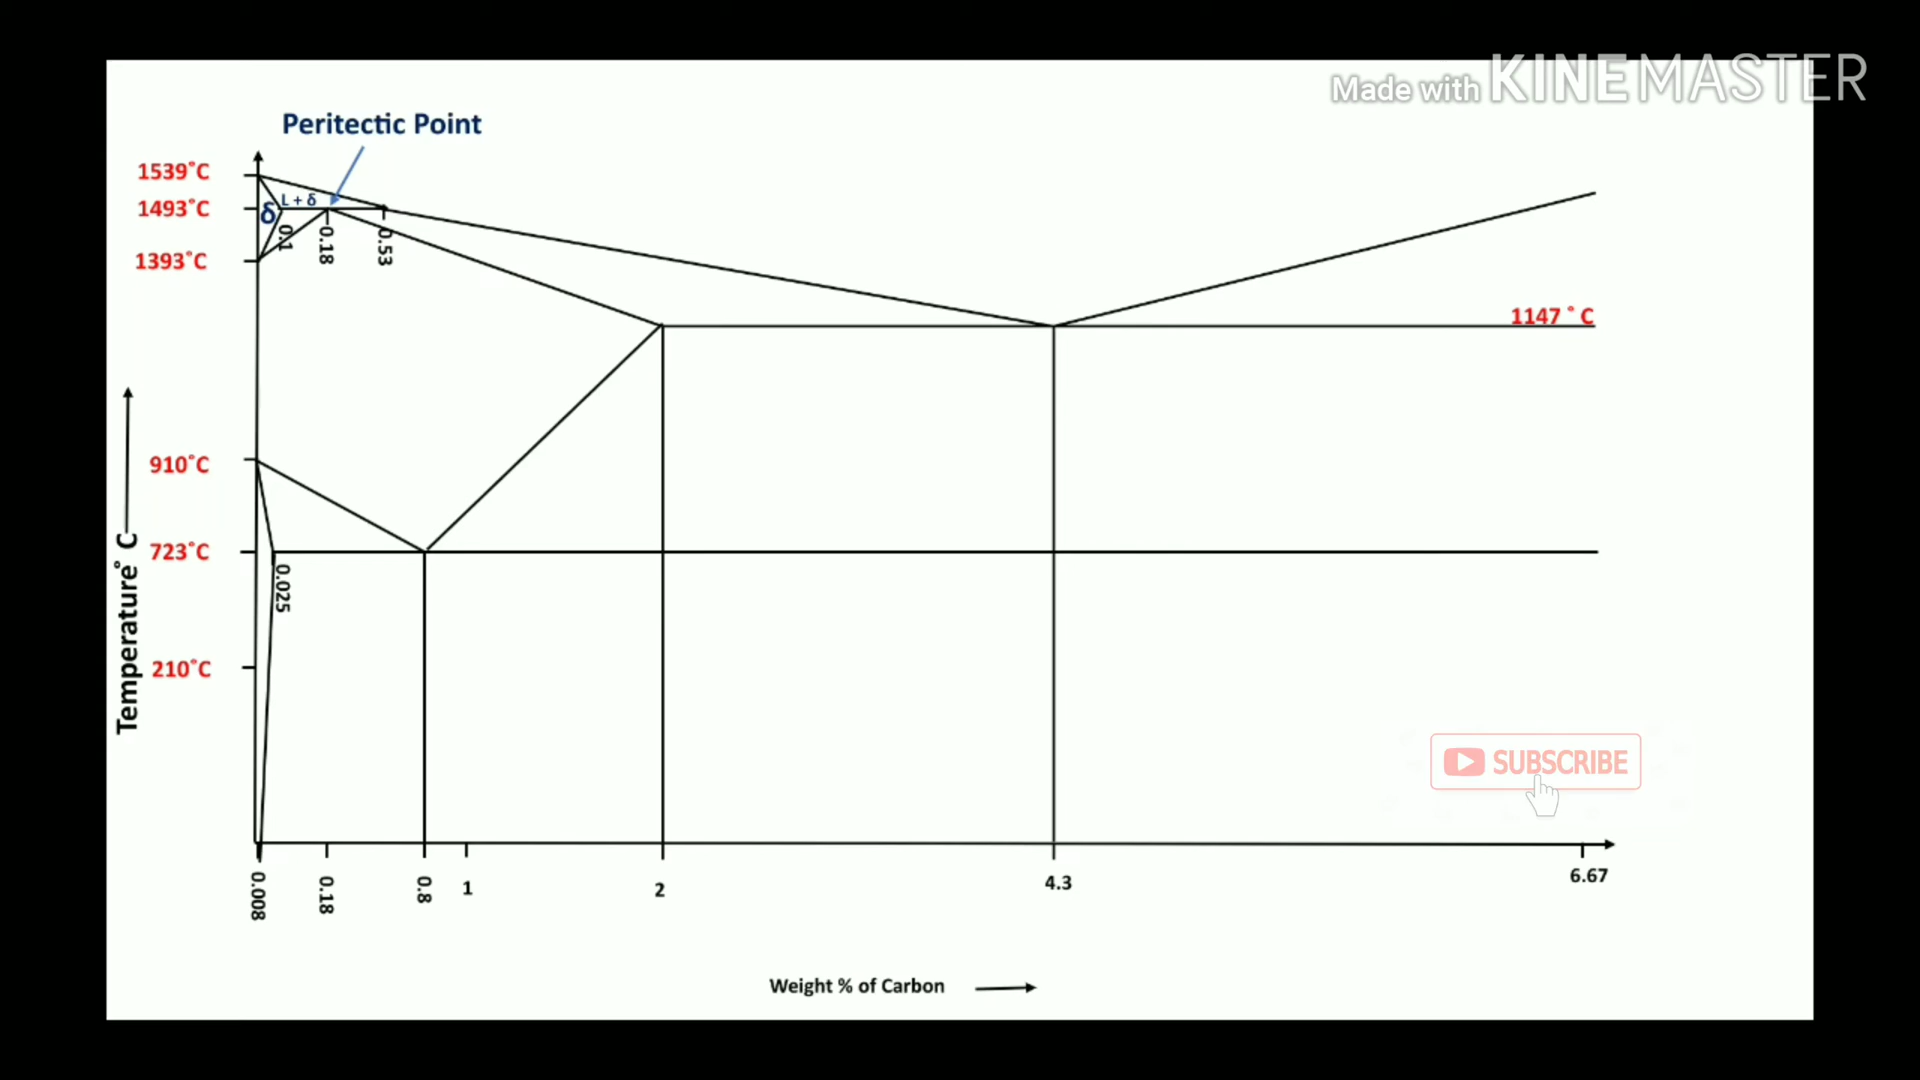 Made with KINEMASTER
Peritectic Point
1539°C
L + δ
1493°C
δ
0.1
0.18
0.53
1393°C
1147 ° C
910°C
723°C
0.025
Temperature° C
210°C
SUBSCRIBE
0.008
0.18
0.8
1
2
4.3
6.67
Weight % of Carbon